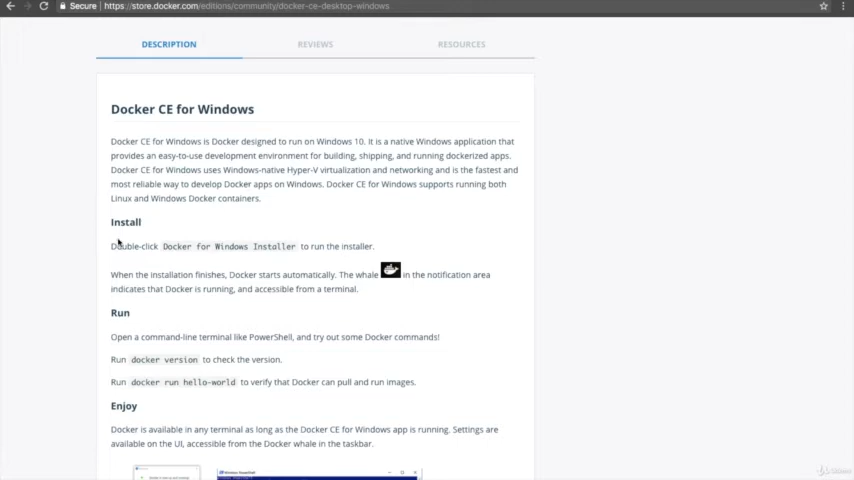 Secure https://store.docker.com/editions/community/docker-ce-desktop-windows
DESCRIPTION REVIEWS RESOURCES
Docker CE for Windows
Docker CE for Windows is Docker designed to run on Windows 10. It is a native Windows application that
provides an easy-to-use development environment for building, shipping, and running dockerized apps.
Docker CE for Windows uses Windows-native Hyper-V virtualization and networking and is the fastest and
most reliable way to develop Docker apps on Windows. Docker CE for Windows supports running both
Linux and Windows Docker containers.
Install
Double-click Docker for Windows Installer to run the installer.
When the installation finishes, Docker starts automatically. The whale in the notification area
indicates that Docker is running, and accessible from a terminal.
Run
Open a command-line terminal like PowerShell, and try out some Docker commands!
Run docker version to check the version.
Run docker run hello-world to verify that Docker can pull and run images.
Enjoy
Docker is available in any terminal as long as the Docker CE for Windows app is running. Settings are
available on the UI, accessible from the Docker whale in the taskbar.
Windows PowerShell